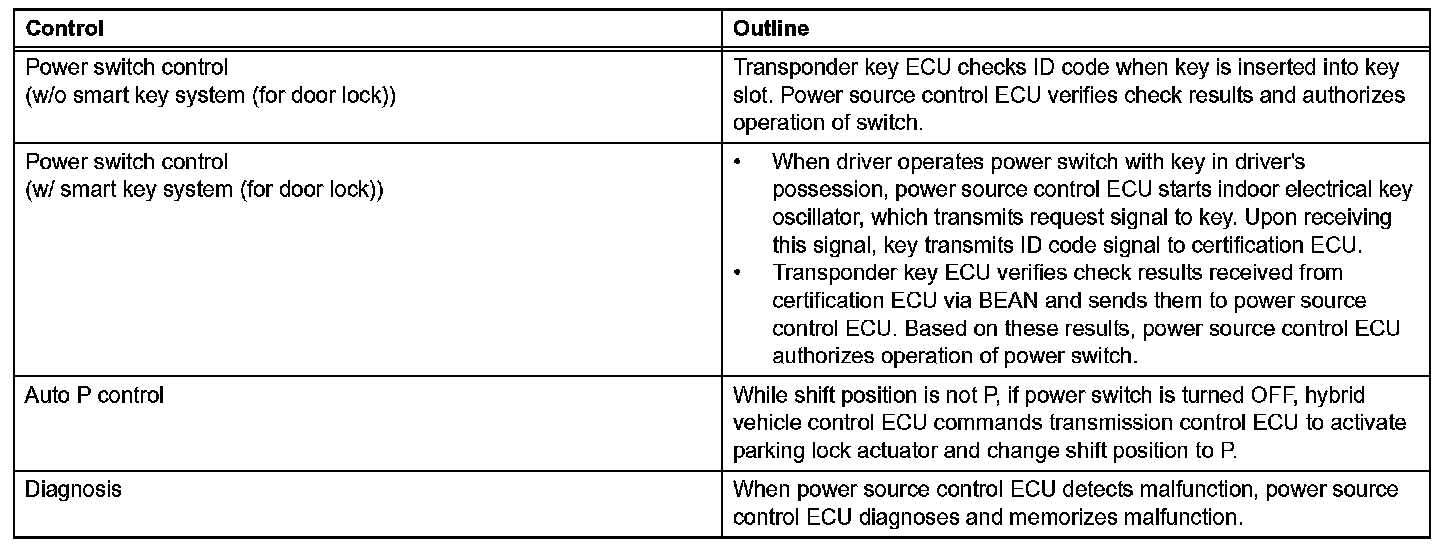 Control
Outline
Power switch control
(w/o smart key system (for door lock))
Transponder key ECU checks ID code when key is inserted into key
slot. Power source control ECU verifies check results and authorizes
operation of switch.
Power switch control
(w/ smart key system (for door lock))
• When driver operates power switch with key in driver's
possession, power source control ECU starts indoor electrical key
oscillator, which transmits request signal to key. Upon receiving
this signal, key transmits ID code signal to certification ECU.
• Transponder key ECU verifies check results received from
certification ECU via BEAN and sends them to power source
control ECU. Based on these results, power source control ECU
authorizes operation of power switch.
Auto P control
While shift position is not P, if power switch is turned OFF, hybrid
vehicle control ECU commands transmission control ECU to activate
parking lock actuator and change shift position to P.
Diagnosis
When power source control ECU detects malfunction, power source
control ECU diagnoses and memorizes malfunction.